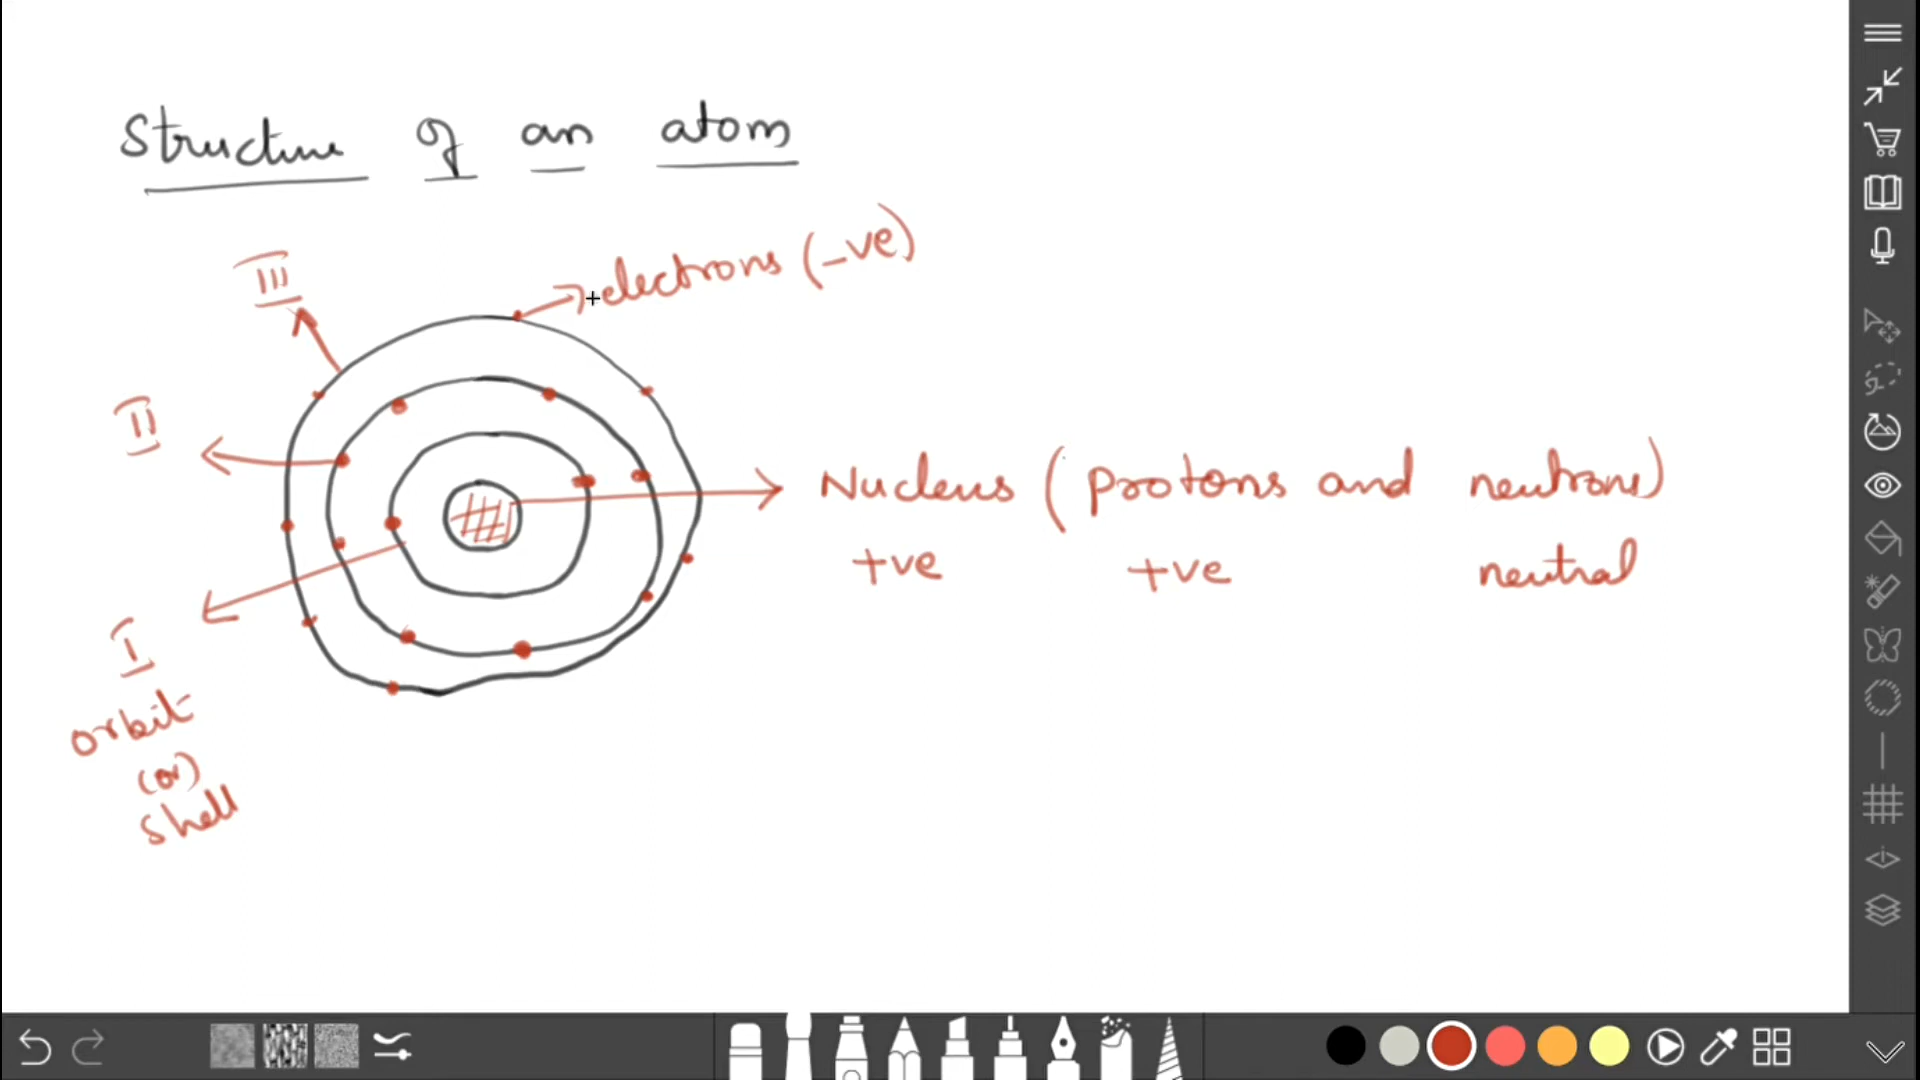 Structure of an atom
III
electrons (-ve)
II
Nucleus (protons and neutrons)
+ve +ve neutral
I
orbit
(or)
shell